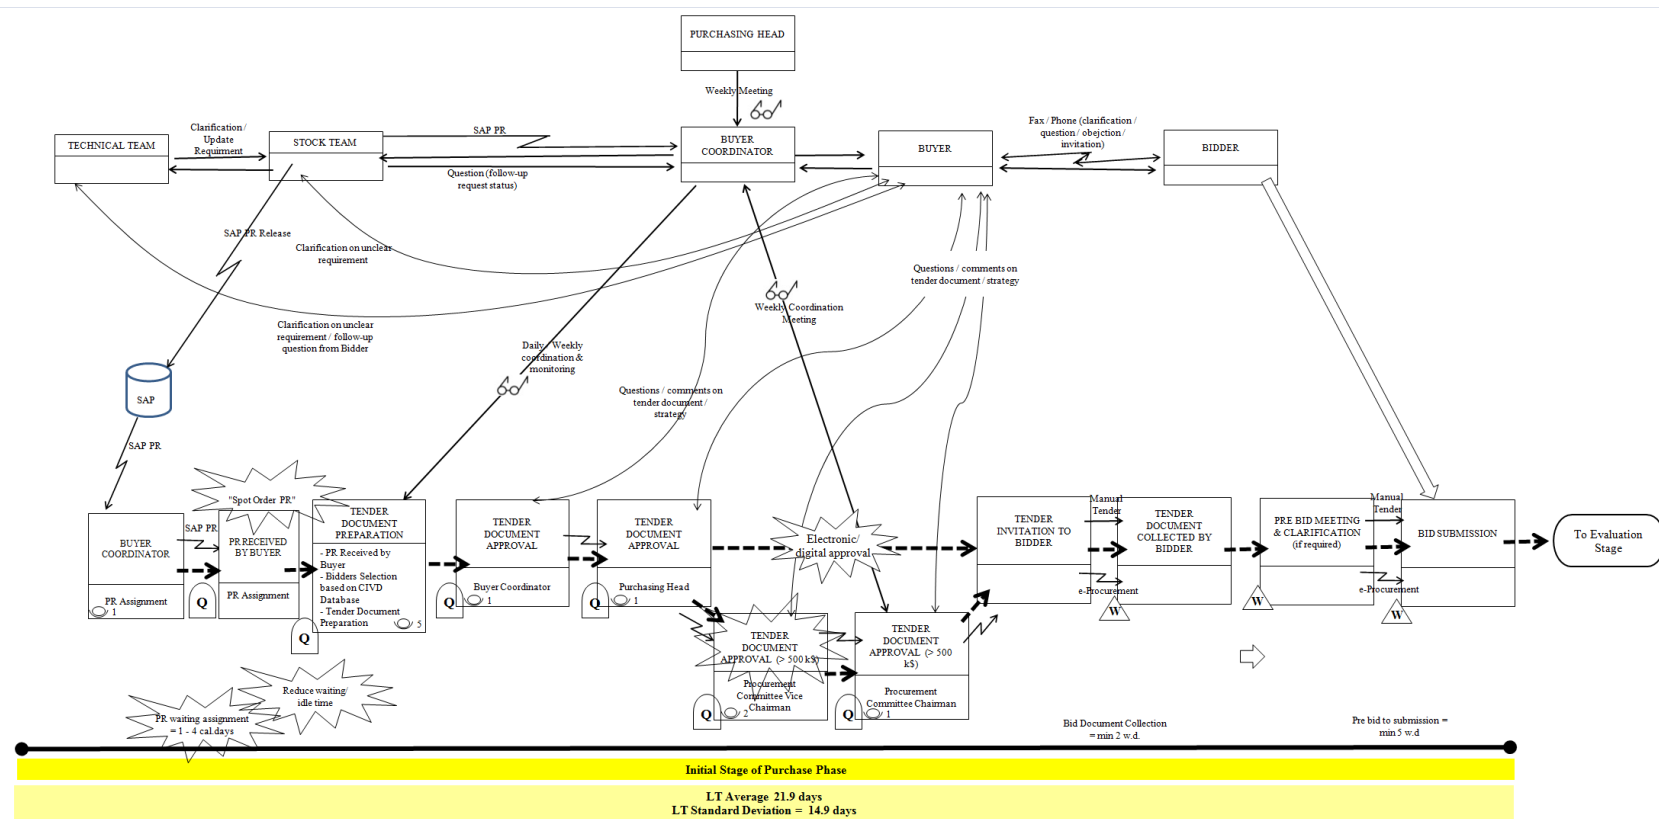 PURCHASING HEAD
Weekly Meeting
TECHNICAL TEAM
Clarification /
Update
Requirment
STOCK TEAM
SAP PR
Question (follow-up
request status)
BUYER
COORDINATOR
BUYER
Fax / Phone (clarification /
question / obejction /
invitation)
BIDDER
SAP PR Release
Clarification on unclear
requirement
Questions / comments on
tender document / strategy
Weekly Coordination
Meeting
Clarification on unclear
requirement / follow-up
question from Bidder
Daily - Weekly
coordination &
monitoring
SAP
Questions / comments on
tender document /
strategy
SAP PR
BUYER
COORDINATOR
PR Assignment
1
SAP PR
"Spot Order PR"
PR RECEIVED
BY BUYER
PR Assignment
Q
TENDER
DOCUMENT
PREPARATION
- PR Received by
Buyer
- Bidders Selection
based on CIVD
Database
- Tender Document
Preparation
5
Q
TENDER
DOCUMENT
APPROVAL
Buyer Coordinator
Q
1
TENDER
DOCUMENT
APPROVAL
Purchasing Head
Q
1
Electronic/
digital approval
TENDER
DOCUMENT
APPROVAL (> 500 k$)
Procurement
Committee Vice
Chairman
Q
2
TENDER
DOCUMENT
APPROVAL (> 500
k$)
Procurement
Committee Chairman
Q
1
TENDER
INVITATION TO
BIDDER
Manual
Tender
e-Procurement
W
TENDER
DOCUMENT
COLLECTED BY
BIDDER
W
PRE BID MEETING
& CLARIFICATION
(if required)
Manual
Tender
e-Procurement
W
BID SUBMISSION
To Evaluation
Stage
Reduce waiting/
idle time
PR waiting assignment
= 1 - 4 cal.days
Bid Document Collection
= min 2 w.d.
Pre bid to submission =
min 5 w.d
Initial Stage of Purchase Phase
LT Average 21.9 days
LT Standard Deviation = 14.9 days